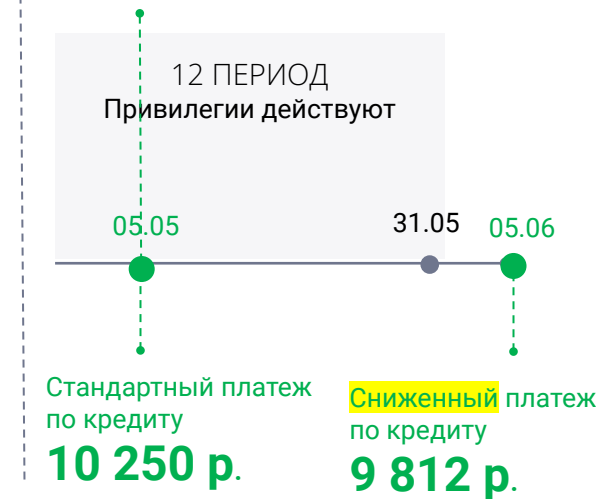 12 ПЕРИОД
Привилегии действуют
05.05
31.05
05.06
Стандартный платеж
по кредиту
10 250 р.
Сниженный платеж
по кредиту
9 812 р.